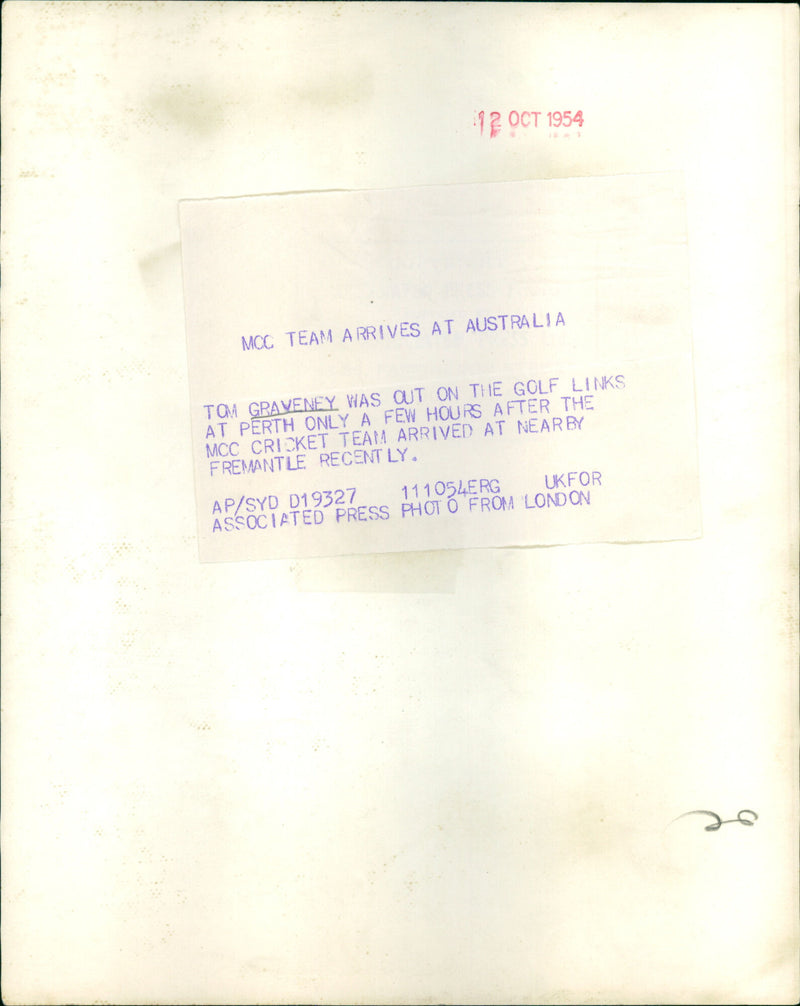 12 OCT 1954
MCC TEAM ARRIVES AT AUSTRALIA
TOM GRAVENEY WAS OUT ON THE GOLF LINKS
AT PERTH ONLY A FEW HOURS AFTER THE
MCC CRICKET TEAM ARRIVED AT NEARBY
FREMANTLE RECENTLY.
AP/SYD D19327 111054ERG UKFOR
ASSOCIATED PRESS PHOTO FROM LONDON